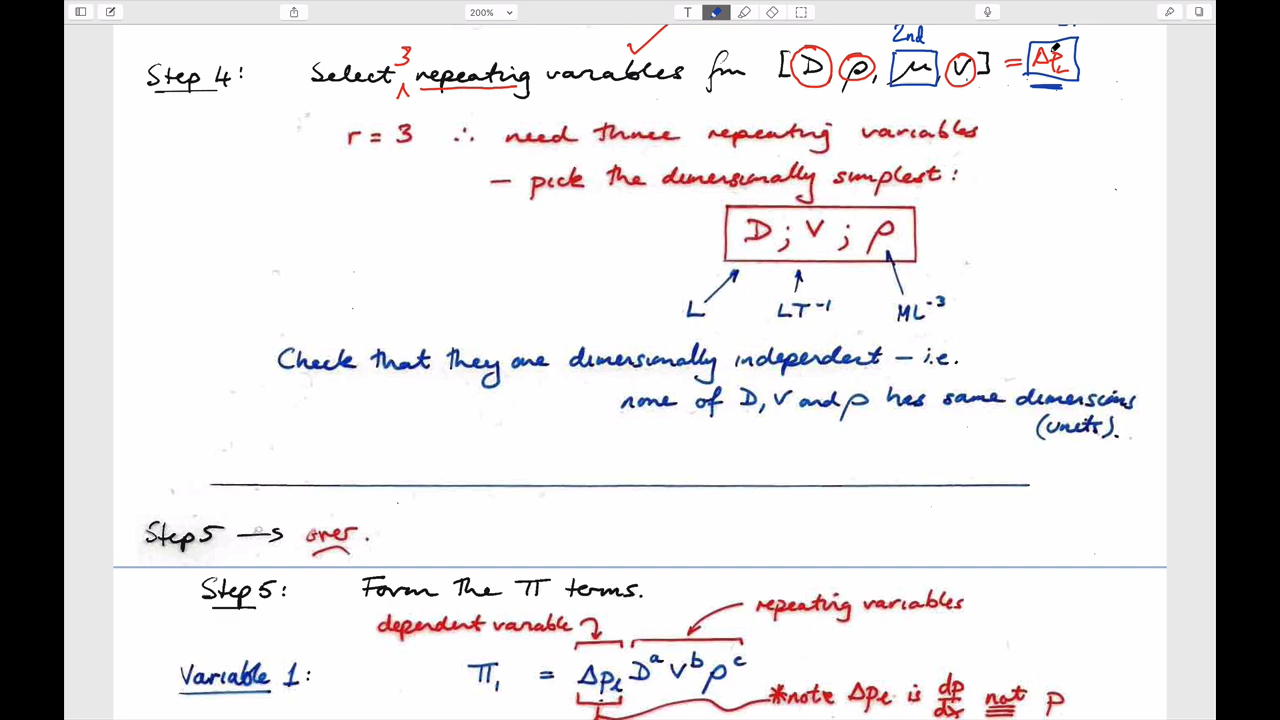 200%
T
2nd
Step 4: Select 3 repeating variables fm [D ρ, μ, V] = Δpℓ
r = 3 ∴ need three repeating variables
- pick the dimensionally simplest:
D ; V ; ρ
L LT⁻¹ ML⁻³
Check that they are dimensionally independent - i.e.
none of D, V and ρ has same dimensions
(units).
Step 5 → over.
Step 5: Form the Π terms.
repeating variables
dependent variable
Variable 1: Π₁ = Δpℓ Dᵃ Vᵇ ρᶜ
*note Δpℓ is dp/dx not p